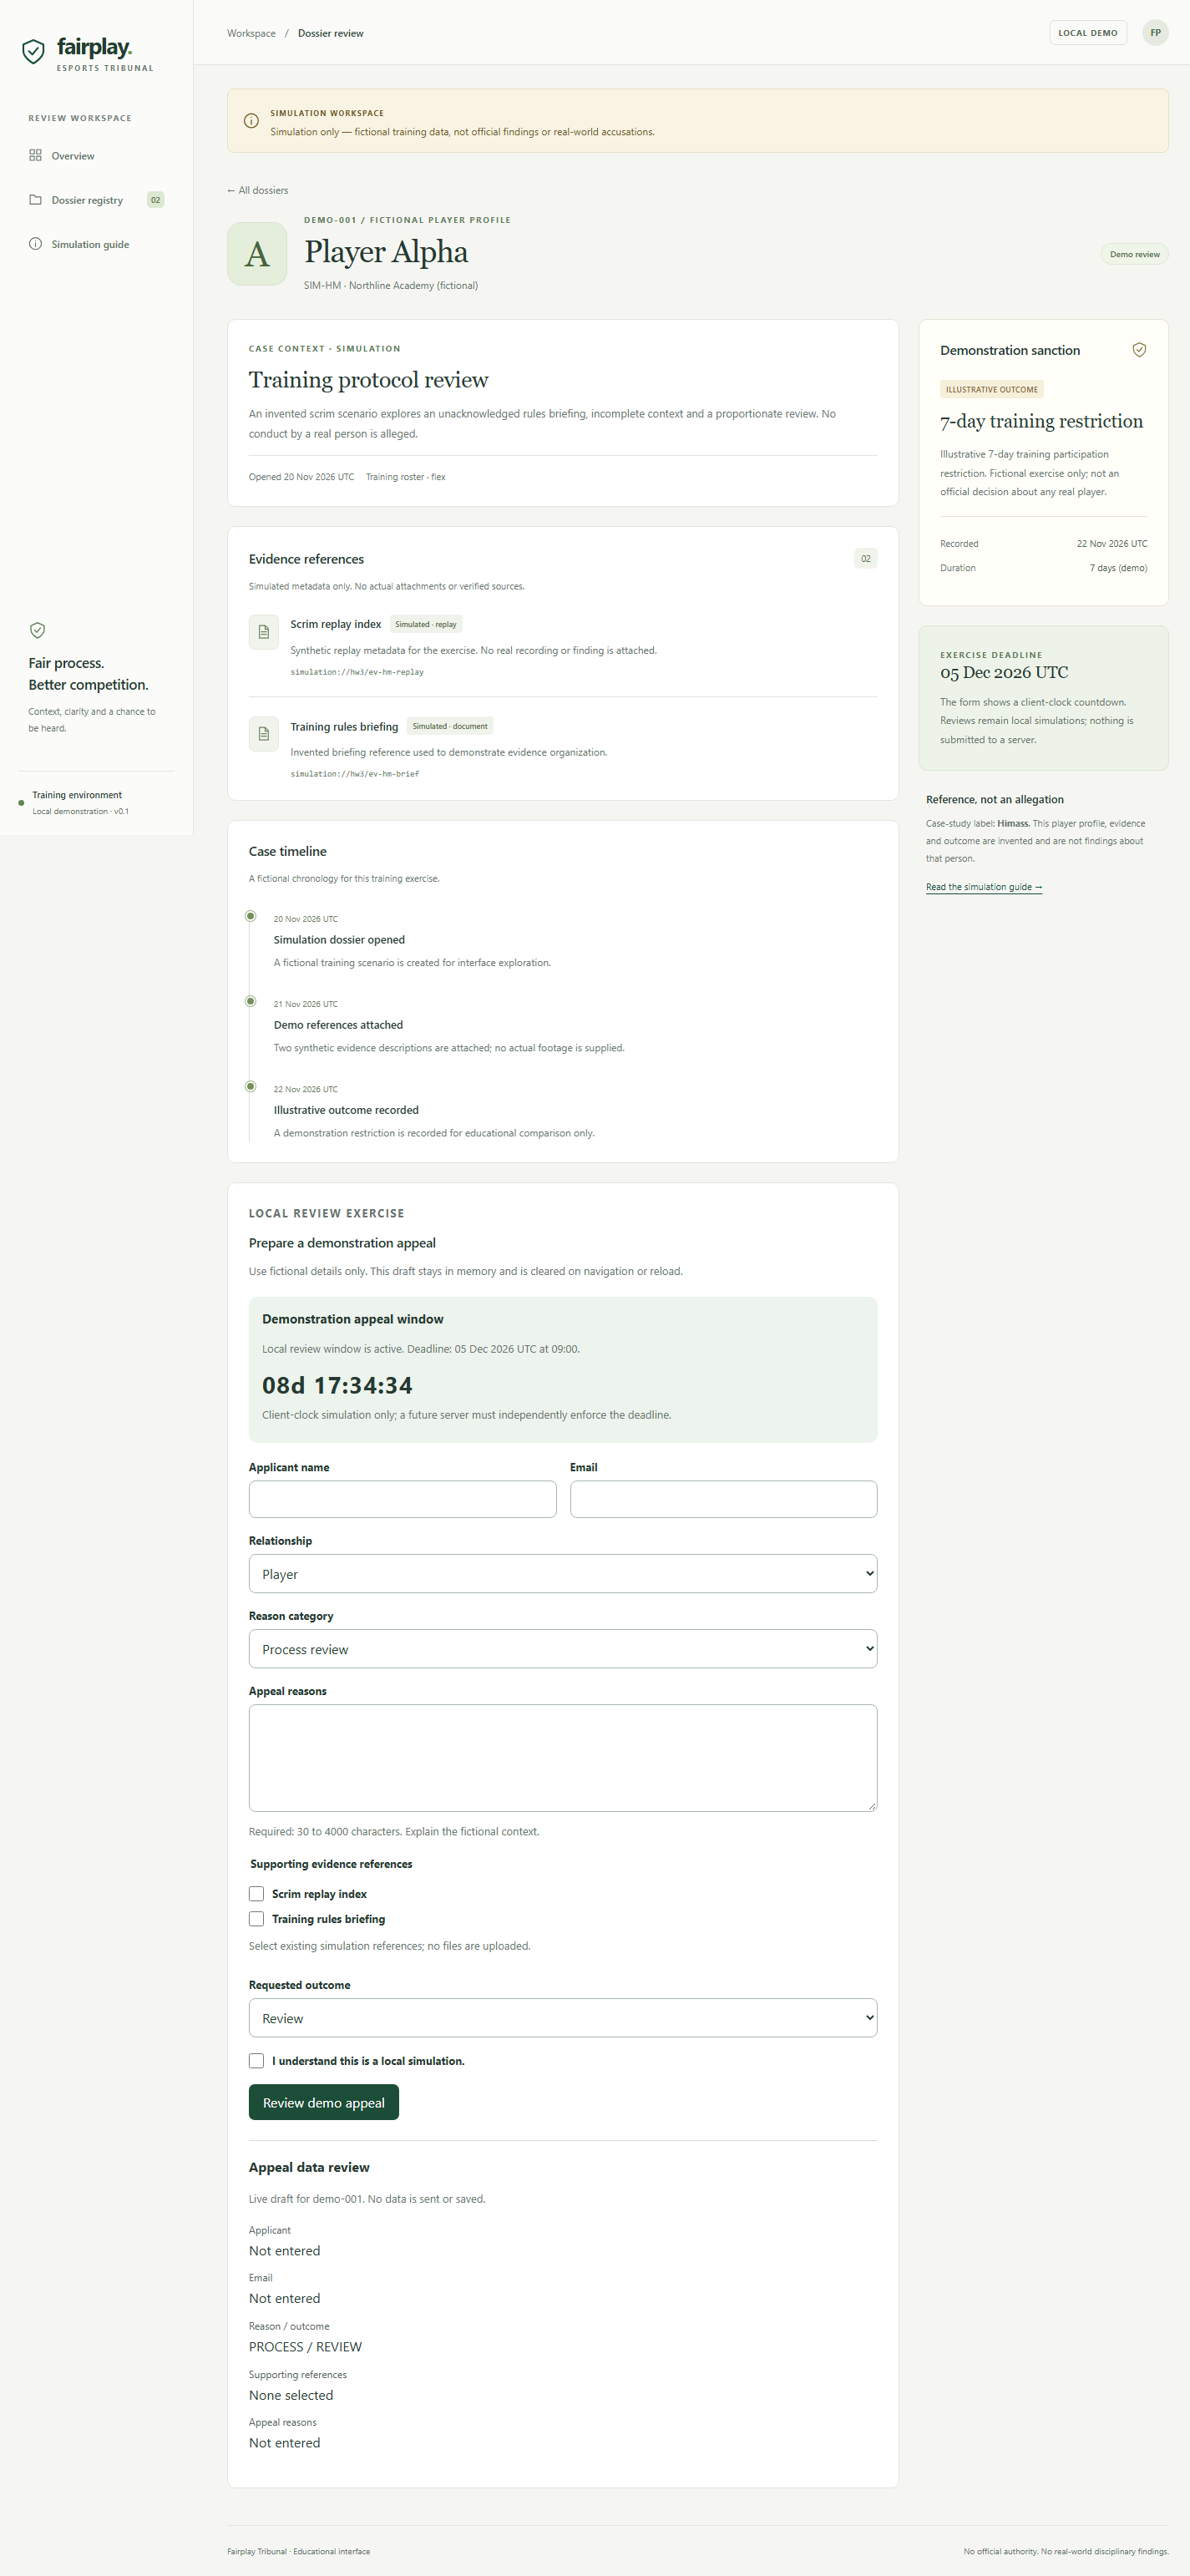 fairplay.
ESPORTS TRIBUNAL
REVIEW WORKSPACE
Overview
Dossier registry 02
Simulation guide
Fair process.
Better competition.
Context, clarity and a chance to
be heard.
Training environment
Local demonstration · v0.1
Workspace / Dossier review
LOCAL DEMO FP
SIMULATION WORKSPACE
Simulation only — fictional training data, not official findings or real-world accusations.
← All dossiers
A
DEMO-001 / FICTIONAL PLAYER PROFILE
Player Alpha
SIM-HM · Northline Academy (fictional)
Demo review
CASE CONTEXT · SIMULATION
Training protocol review
An invented scrim scenario explores an unacknowledged rules briefing, incomplete context and a proportionate review. No
conduct by a real person is alleged.
Opened 20 Nov 2026 UTC Training roster · flex
Evidence references 02
Simulated metadata only. No actual attachments or verified sources.
Scrim replay index Simulated · replay
Synthetic replay metadata for the exercise. No real recording or finding is attached.
simulation://hw3/ev-hm-replay
Training rules briefing Simulated · document
Invented briefing reference used to demonstrate evidence organization.
simulation://hw3/ev-hm-brief
Case timeline
A fictional chronology for this training exercise.
20 Nov 2026 UTC
Simulation dossier opened
A fictional training scenario is created for interface exploration.
21 Nov 2026 UTC
Demo references attached
Two synthetic evidence descriptions are attached; no actual footage is supplied.
22 Nov 2026 UTC
Illustrative outcome recorded
A demonstration restriction is recorded for educational comparison only.
LOCAL REVIEW EXERCISE
Prepare a demonstration appeal
Use fictional details only. This draft stays in memory and is cleared on navigation or reload.
Demonstration appeal window
Local review window is active. Deadline: 05 Dec 2026 UTC at 09:00.
08d 17:34:34
Client-clock simulation only; a future server must independently enforce the deadline.
Applicant name Email
Relationship
Player
Reason category
Process review
Appeal reasons
Required: 30 to 4000 characters. Explain the fictional context.
Supporting evidence references
Scrim replay index
Training rules briefing
Select existing simulation references; no files are uploaded.
Requested outcome
Review
I understand this is a local simulation.
Review demo appeal
Appeal data review
Live draft for demo-001. No data is sent or saved.
Applicant
Not entered
Email
Not entered
Reason / outcome
PROCESS / REVIEW
Supporting references
None selected
Appeal reasons
Not entered
Demonstration sanction
ILLUSTRATIVE OUTCOME
7-day training restriction
Illustrative 7-day training participation
restriction. Fictional exercise only; not an
official decision about any real player.
Recorded 22 Nov 2026 UTC
Duration 7 days (demo)
EXERCISE DEADLINE
05 Dec 2026 UTC
The form shows a client-clock countdown.
Reviews remain local simulations; nothing is
submitted to a server.
Reference, not an allegation
Case-study label: Himass. This player profile, evidence
and outcome are invented and are not findings about
that person.
Read the simulation guide →
Fairplay Tribunal · Educational interface
No official authority. No real-world disciplinary findings.